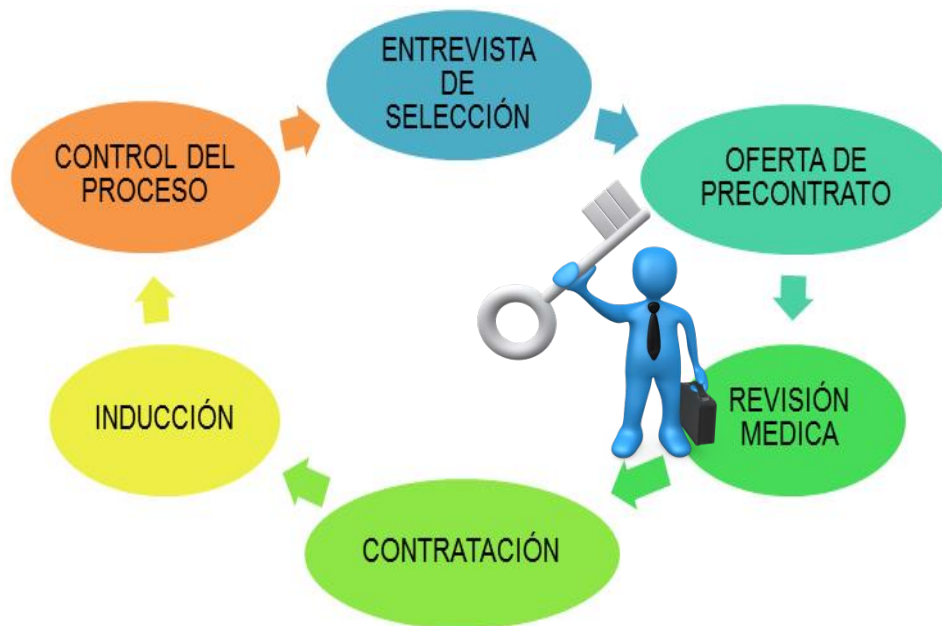 ENTREVISTA
DE
SELECCIÓN
OFERTA DE
PRECONTRATO
REVISIÓN
MEDICA
CONTRATACIÓN
INDUCCIÓN
CONTROL DEL
PROCESO